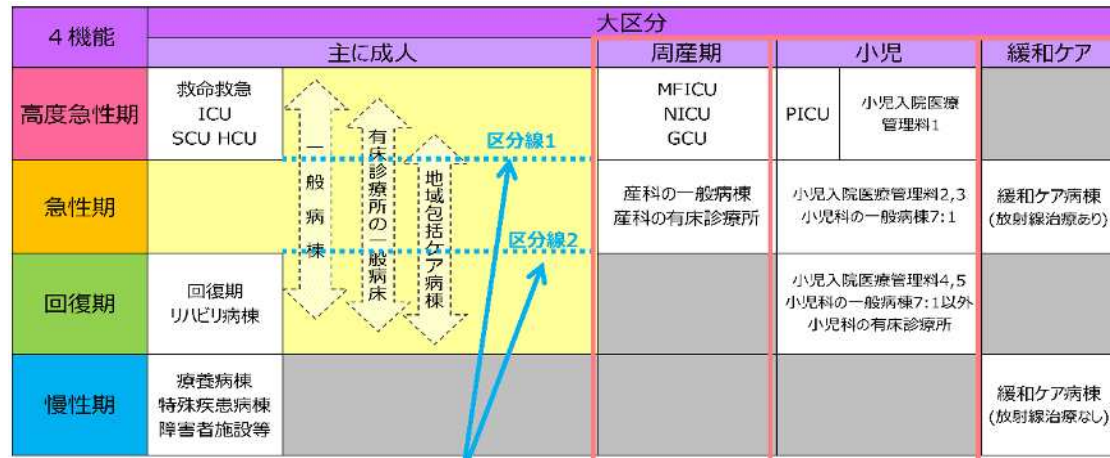 4機能
大区分
主に成人
周産期
小児
緩和ケア
高度急性期
救命救急
ICU
SCU HCU
一般病棟
有床診療所の一般病床
地域包括ケア病棟
区分線1
MFICU
NICU
GCU
PICU
小児入院医療
管理料1
急性期
区分線2
産科の一般病棟
産科の有床診療所
小児入院医療管理料2,3
小児科の一般病棟7:1
緩和ケア病棟
(放射線治療あり)
回復期
回復期
リハビリ病棟
小児入院医療管理料4,5
小児科の一般病棟7:1以外
小児科の有床診療所
慢性期
療養病棟
特殊疾患病棟
障害者施設等
緩和ケア病棟
(放射線治療なし)